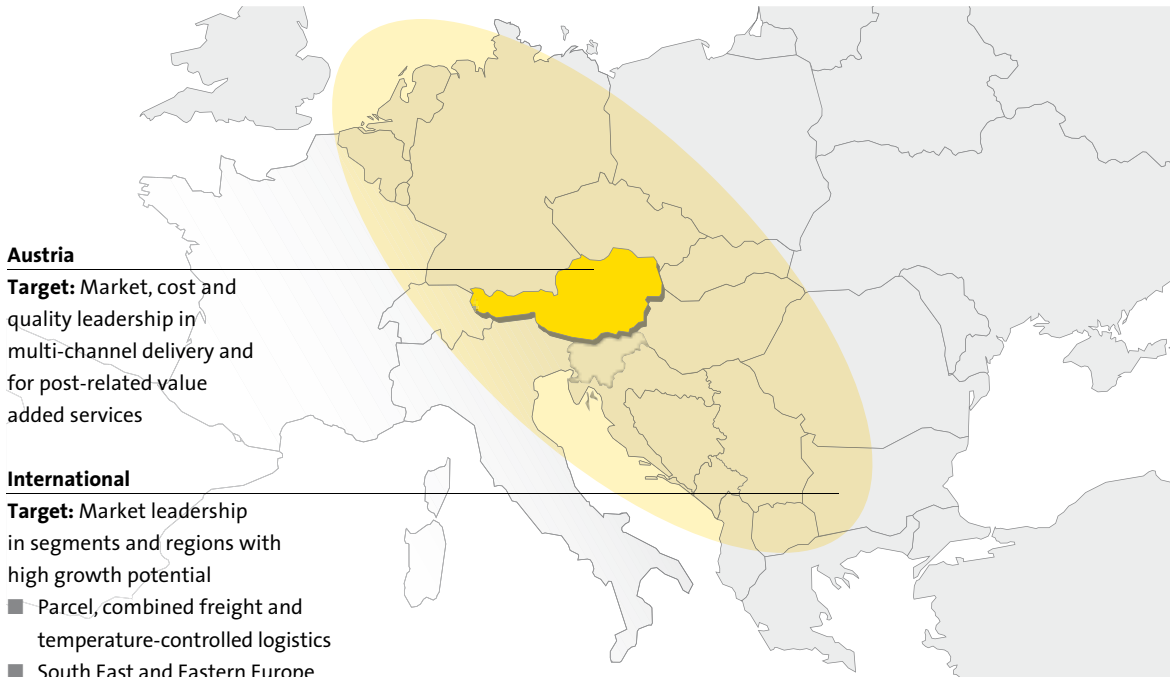 Austria
Target: Market, cost and
quality leadership in
multi-channel delivery and
for post-related value
added services
International
Target: Market leadership
in segments and regions with
high growth potential
■ Parcel, combined freight and
temperature-controlled logistics
■ South East and Eastern Europe